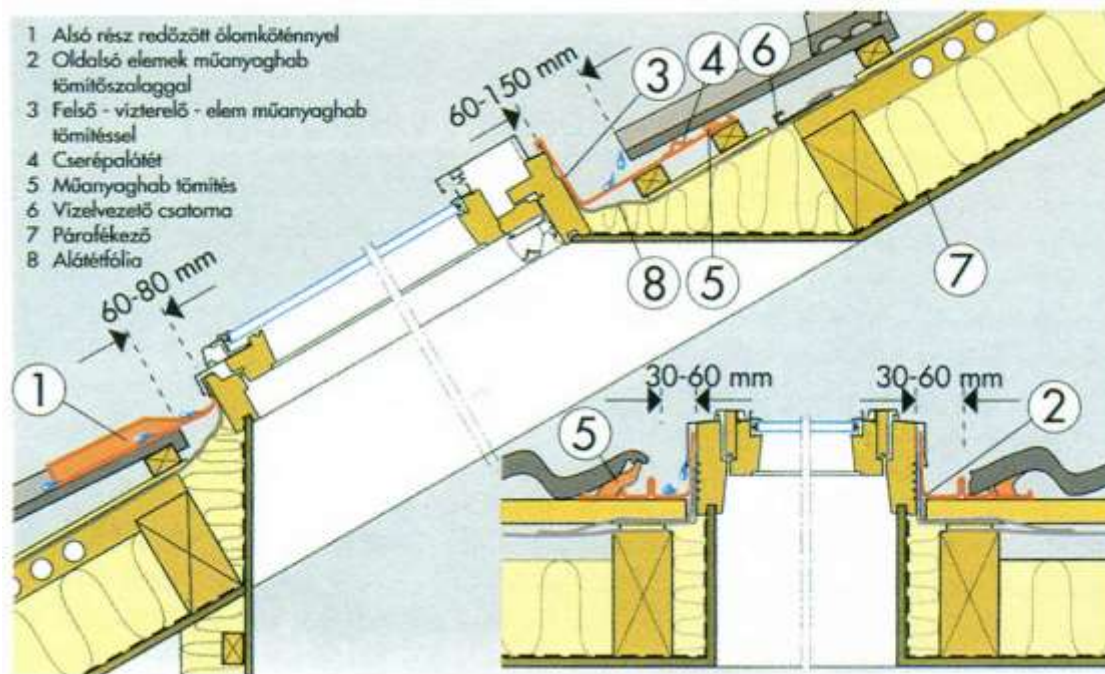 1 Alsó rész redőzött ólomköténnyel
2 Oldalsó elemek műanyaghab
tömítőszalaggal
3 Felső - vízterelő - elem műanyaghab
tömítéssel
4 Cserépalátét
5 Műanyaghab tömítés
6 Vízelvezető csatorna
7 Párafékező
8 Alátétfólia
60-150 mm
3
4
6
60-80 mm
8
5
7
1
30-60 mm
30-60 mm
5
2